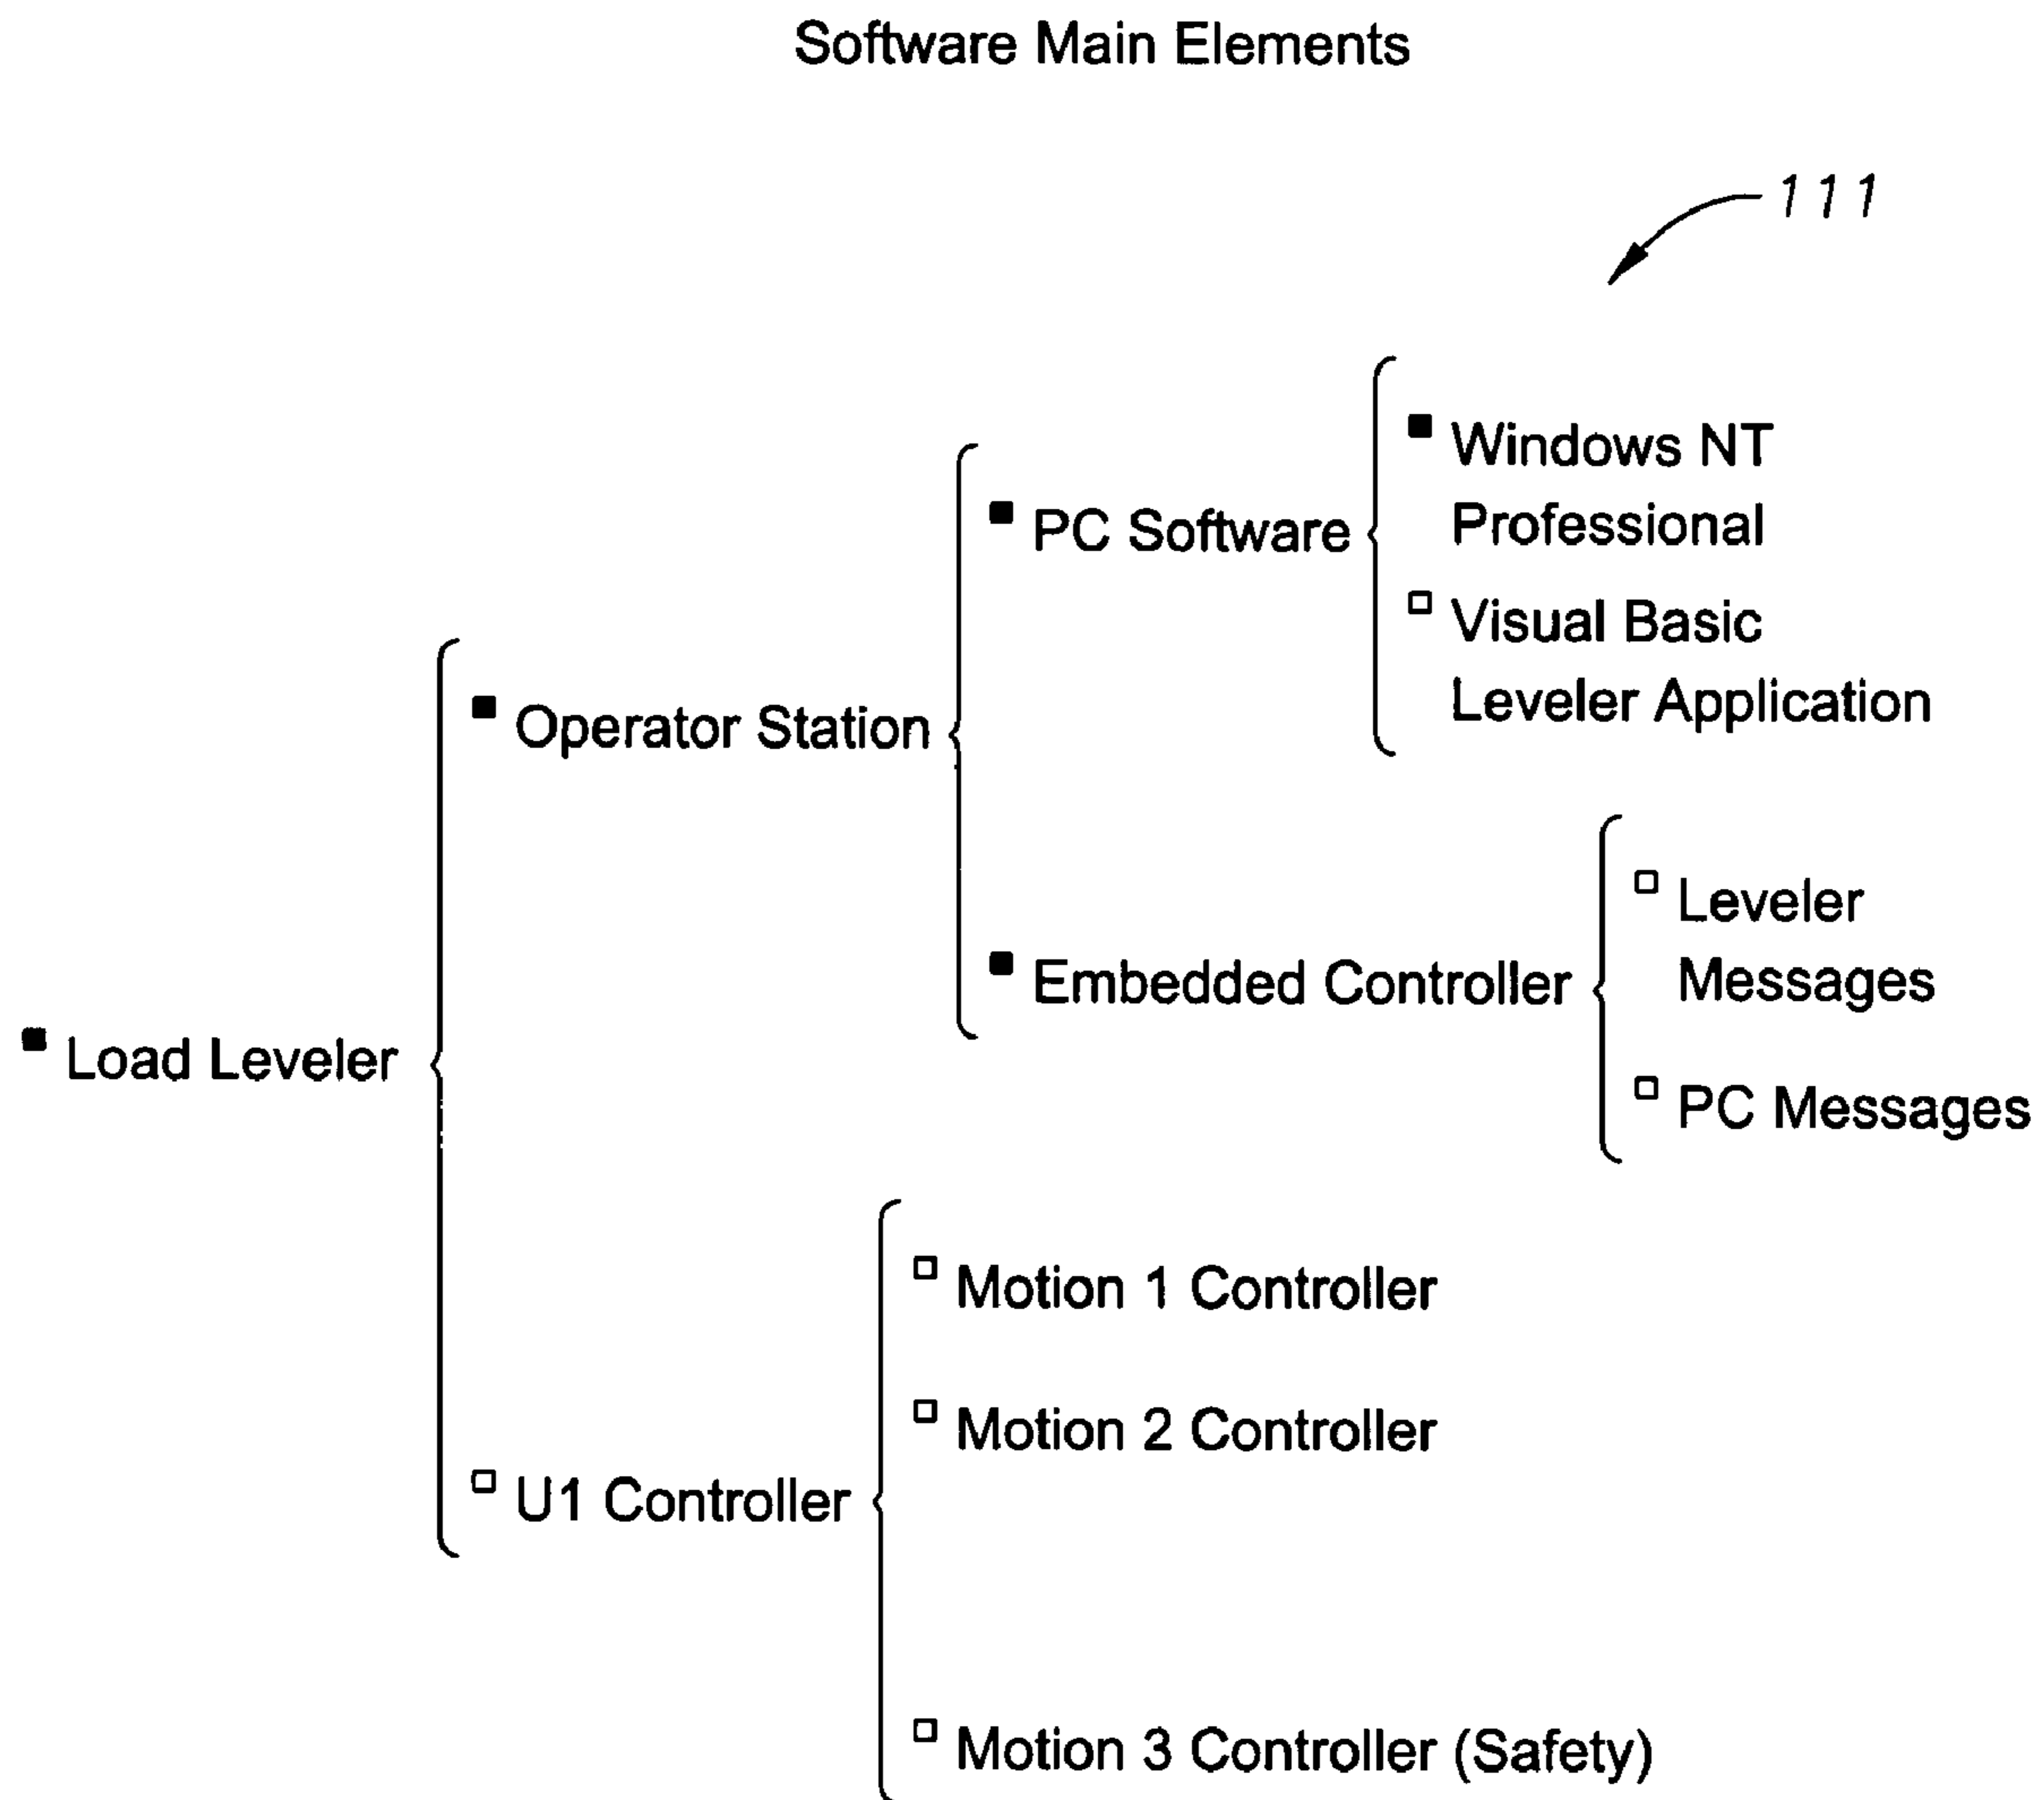 Software Main Elements
111
Windows NT
Professional
PC Software
Visual Basic
Leveler Application
Operator Station
Leveler
Messages
Embedded Controller
Load Leveler
PC Messages
Motion 1 Controller
Motion 2 Controller
U1 Controller
Motion 3 Controller (Safety)